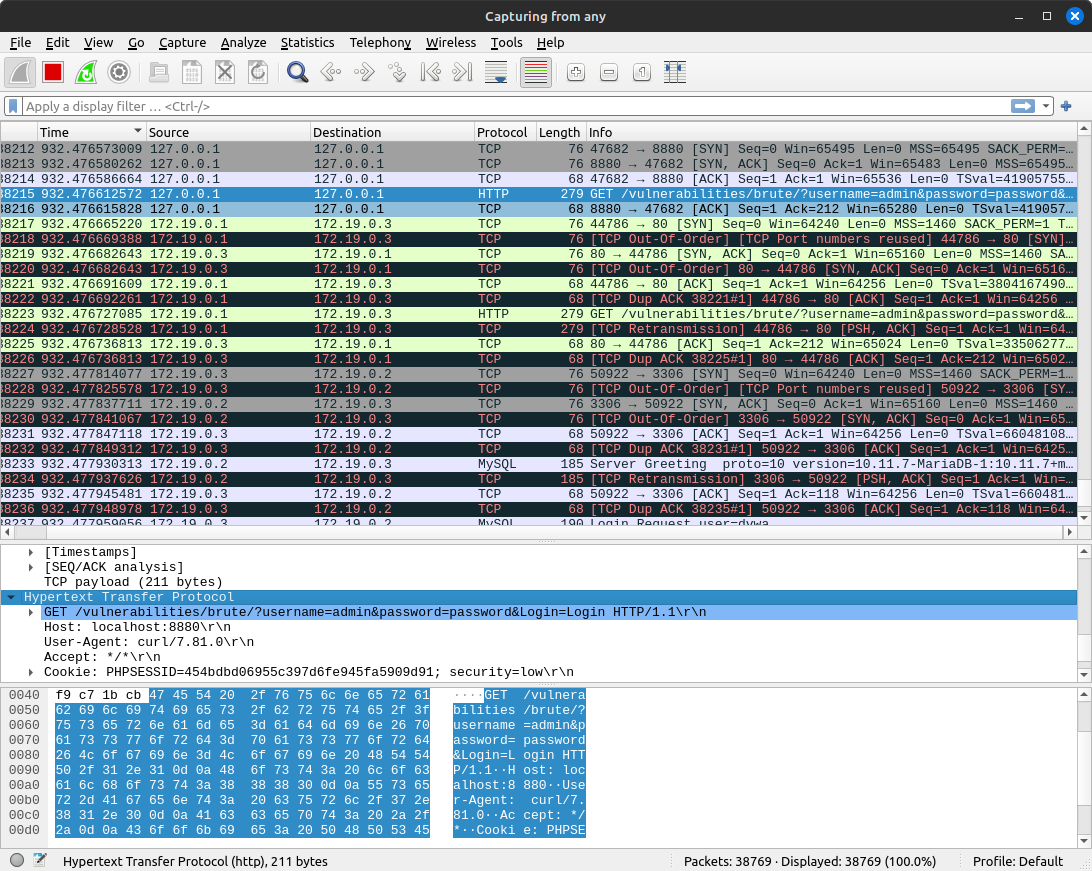 Capturing from any
File Edit View Go Capture Analyze Statistics Telephony Wireless Tools Help
Apply a display filter … <Ctrl-/>
Time Source Destination Protocol Length Info
38212 932.476573009 127.0.0.1 127.0.0.1 TCP 76 47682 → 8880 [SYN] Seq=0 Win=65495 Len=0 MSS=65495 SACK_PERM=…
38213 932.476580262 127.0.0.1 127.0.0.1 TCP 76 8880 → 47682 [SYN, ACK] Seq=0 Ack=1 Win=65483 Len=0 MSS=65495…
38214 932.476586664 127.0.0.1 127.0.0.1 TCP 68 47682 → 8880 [ACK] Seq=1 Ack=1 Win=65536 Len=0 TSval=41905755…
38215 932.476612572 127.0.0.1 127.0.0.1 HTTP 279 GET /vulnerabilities/brute/?username=admin&password=password&…
38216 932.476615828 127.0.0.1 127.0.0.1 TCP 68 8880 → 47682 [ACK] Seq=1 Ack=212 Win=65280 Len=0 TSval=419057…
38217 932.476665220 172.19.0.1 172.19.0.3 TCP 76 44786 → 80 [SYN] Seq=0 Win=64240 Len=0 MSS=1460 SACK_PERM=1 T…
38218 932.476669388 172.19.0.1 172.19.0.3 TCP 76 [TCP Out-Of-Order] [TCP Port numbers reused] 44786 → 80 [SYN]…
38219 932.476682643 172.19.0.3 172.19.0.1 TCP 76 80 → 44786 [SYN, ACK] Seq=0 Ack=1 Win=65160 Len=0 MSS=1460 SA…
38220 932.476682643 172.19.0.3 172.19.0.1 TCP 76 [TCP Out-Of-Order] 80 → 44786 [SYN, ACK] Seq=0 Ack=1 Win=6516…
38221 932.476691609 172.19.0.1 172.19.0.3 TCP 68 44786 → 80 [ACK] Seq=1 Ack=1 Win=64256 Len=0 TSval=3804167490…
38222 932.476692261 172.19.0.1 172.19.0.3 TCP 68 [TCP Dup ACK 38221#1] 44786 → 80 [ACK] Seq=1 Ack=1 Win=64256 …
38223 932.476727085 172.19.0.1 172.19.0.3 HTTP 279 GET /vulnerabilities/brute/?username=admin&password=password&…
38224 932.476728528 172.19.0.1 172.19.0.3 TCP 279 [TCP Retransmission] 44786 → 80 [PSH, ACK] Seq=1 Ack=1 Win=64…
38225 932.476736813 172.19.0.3 172.19.0.1 TCP 68 80 → 44786 [ACK] Seq=1 Ack=212 Win=65024 Len=0 TSval=33506277…
38226 932.476736813 172.19.0.3 172.19.0.1 TCP 68 [TCP Dup ACK 38225#1] 80 → 44786 [ACK] Seq=1 Ack=212 Win=6502…
38227 932.477814077 172.19.0.3 172.19.0.2 TCP 76 50922 → 3306 [SYN] Seq=0 Win=64240 Len=0 MSS=1460 SACK_PERM=1…
38228 932.477825578 172.19.0.3 172.19.0.2 TCP 76 [TCP Out-Of-Order] [TCP Port numbers reused] 50922 → 3306 [SY…
38229 932.477837711 172.19.0.2 172.19.0.3 TCP 76 3306 → 50922 [SYN, ACK] Seq=0 Ack=1 Win=65160 Len=0 MSS=1460 …
38230 932.477841067 172.19.0.2 172.19.0.3 TCP 76 [TCP Out-Of-Order] 3306 → 50922 [SYN, ACK] Seq=0 Ack=1 Win=65…
38231 932.477847118 172.19.0.3 172.19.0.2 TCP 68 50922 → 3306 [ACK] Seq=1 Ack=1 Win=64256 Len=0 TSval=66048108…
38232 932.477849312 172.19.0.3 172.19.0.2 TCP 68 [TCP Dup ACK 38231#1] 50922 → 3306 [ACK] Seq=1 Ack=1 Win=6425…
38233 932.477930313 172.19.0.2 172.19.0.3 MySQL 185 Server Greeting proto=10 version=10.11.7-MariaDB-1:10.11.7+m…
38234 932.477937626 172.19.0.2 172.19.0.3 TCP 185 [TCP Retransmission] 3306 → 50922 [PSH, ACK] Seq=1 Ack=1 Win=…
38235 932.477945481 172.19.0.3 172.19.0.2 TCP 68 50922 → 3306 [ACK] Seq=1 Ack=118 Win=64256 Len=0 TSval=660481…
38236 932.477948978 172.19.0.3 172.19.0.2 TCP 68 [TCP Dup ACK 38235#1] 50922 → 3306 [ACK] Seq=1 Ack=118 Win=64…
38237 932.477959056 172.19.0.3 172.19.0.2 MySQL 190 Login Request user=dvwa
[Timestamps]
[SEQ/ACK analysis]
TCP payload (211 bytes)
Hypertext Transfer Protocol
GET /vulnerabilities/brute/?username=admin&password=password&Login=Login HTTP/1.1\r\n
Host: localhost:8880\r\n
User-Agent: curl/7.81.0\r\n
Accept: */*\r\n
Cookie: PHPSESSID=454bdbd06955c397d6fe945fa5909d91; security=low\r\n
0040 f9 c7 1b cb 47 45 54 20 2f 76 75 6c 6e 65 72 61 ····GET /vulnera
0050 62 69 6c 69 74 69 65 73 2f 62 72 75 74 65 2f 3f bilities /brute/?
0060 75 73 65 72 6e 61 6d 65 3d 61 64 6d 69 6e 26 70 username =admin&p
0070 61 73 73 77 6f 72 64 3d 70 61 73 73 77 6f 72 64 assword= password
0080 26 4c 6f 67 69 6e 3d 4c 6f 67 69 6e 20 48 54 54 &Login=L ogin HTT
0090 50 2f 31 2e 31 0d 0a 48 6f 73 74 3a 20 6c 6f 63 P/1.1··H ost: loc
00a0 61 6c 68 6f 73 74 3a 38 38 38 30 0d 0a 55 73 65 alhost:8 880··Use
00b0 72 2d 41 67 65 6e 74 3a 20 63 75 72 6c 2f 37 2e r-Agent: curl/7.
00c0 38 31 2e 30 0d 0a 41 63 63 65 70 74 3a 20 2a 2f 81.0··Ac cept: */
00d0 2a 0d 0a 43 6f 6f 6b 69 65 3a 20 50 48 50 53 45 *··Cooki e: PHPSE
Hypertext Transfer Protocol (http), 211 bytes Packets: 38769 · Displayed: 38769 (100.0%) Profile: Default